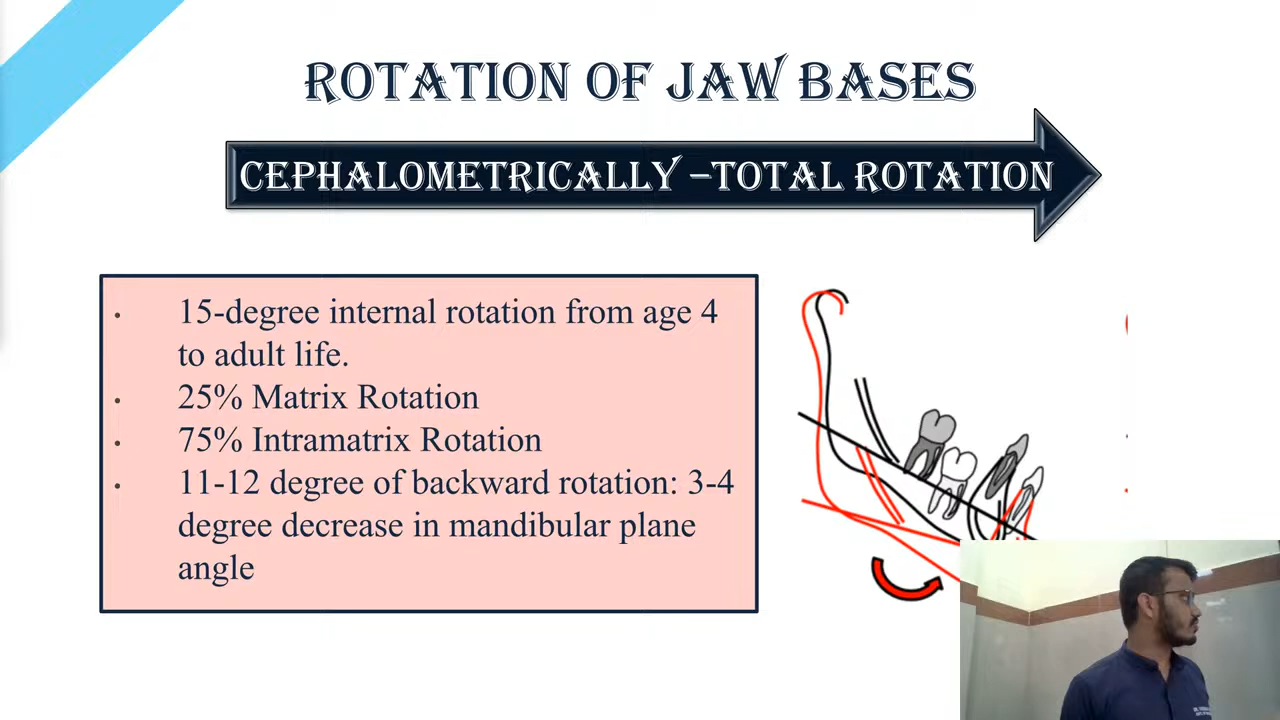 ROTATION OF JAW BASES
CEPHALOMETRICALLY –TOTAL ROTATION
• 15-degree internal rotation from age 4
to adult life.
• 25% Matrix Rotation
• 75% Intramatrix Rotation
• 11-12 degree of backward rotation: 3-4
degree decrease in mandibular plane
angle